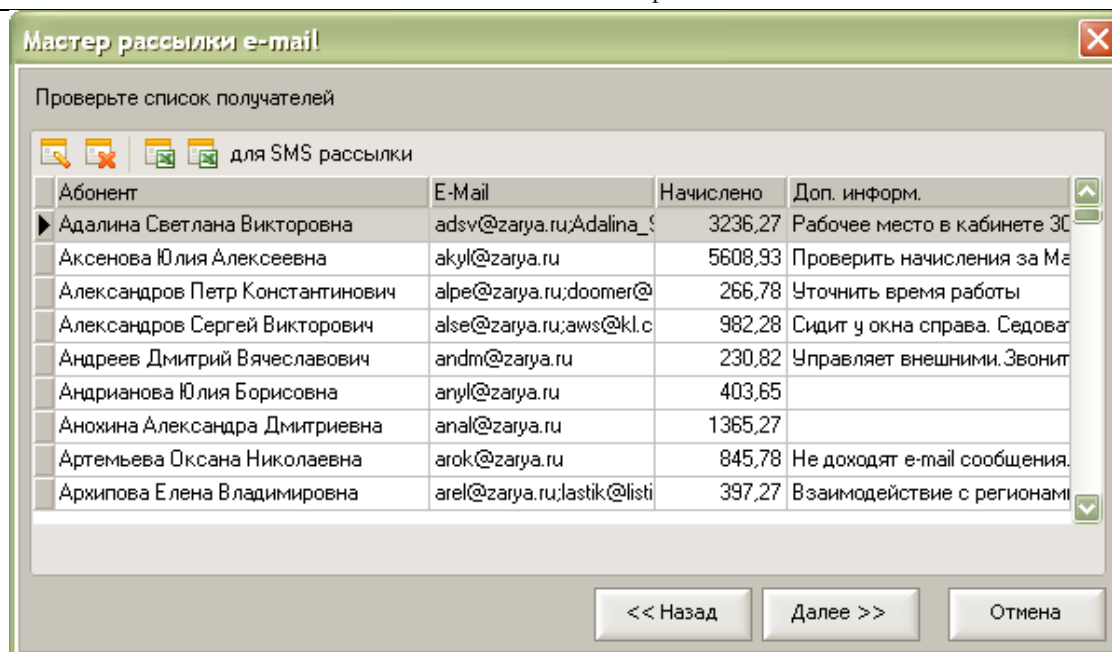 Мастер рассылки e-mail
Проверьте список получателей
для SMS рассылки
Абонент E-Mail Начислено Доп. информ.
Адалина Светлана Викторовна adsv@zarya.ru;Adalina_ 3236,27 Рабочее место в кабинете
Аксенова Юлия Алексеевна akyl@zarya.ru 5608,93 Проверить начисления за Ма
Александров Петр Константинович alpe@zarya.ru;doomer@ 266,78 Уточнить время работы
Александров Сергей Викторович alse@zarya.ru;aws@kl.c 982,28 Сидит у окна справа. Седоват
Андреев Дмитрий Вячеславович andm@zarya.ru 230,82 Управляет внешними.Звонит
Андрианова Юлия Борисовна anyl@zarya.ru 403,65
Анохина Александра Дмитриевна anal@zarya.ru 1365,27
Артемьева Оксана Николаевна arok@zarya.ru 845,78 Не доходят e-mail сообщения.
Архипова Елена Владимировна arel@zarya.ru;lastik@listi 397,27 Взаимодействие с регионами
<< Назад Далее >> Отмена